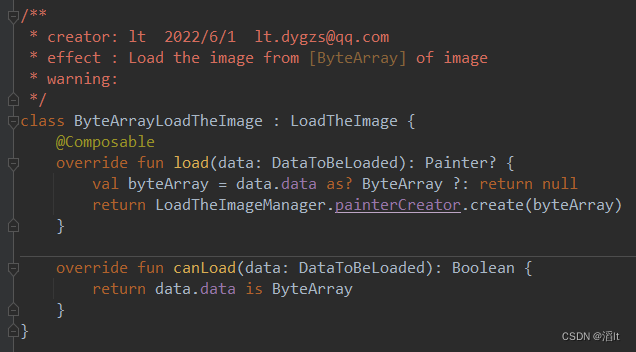 /**
 * creator: lt  2022/6/1  lt.dygzs@qq.com
 * effect : Load the image from [ByteArray] of image
 * warning:
 */
class ByteArrayLoadTheImage : LoadTheImage {
    @Composable
    override fun load(data: DataToBeLoaded): Painter? {
        val byteArray = data.data as? ByteArray ?: return null
        return LoadTheImageManager.painterCreator.create(byteArray)
    }

    override fun canLoad(data: DataToBeLoaded): Boolean {
        return data.data is ByteArray
    }
}
CSDN @滔lt